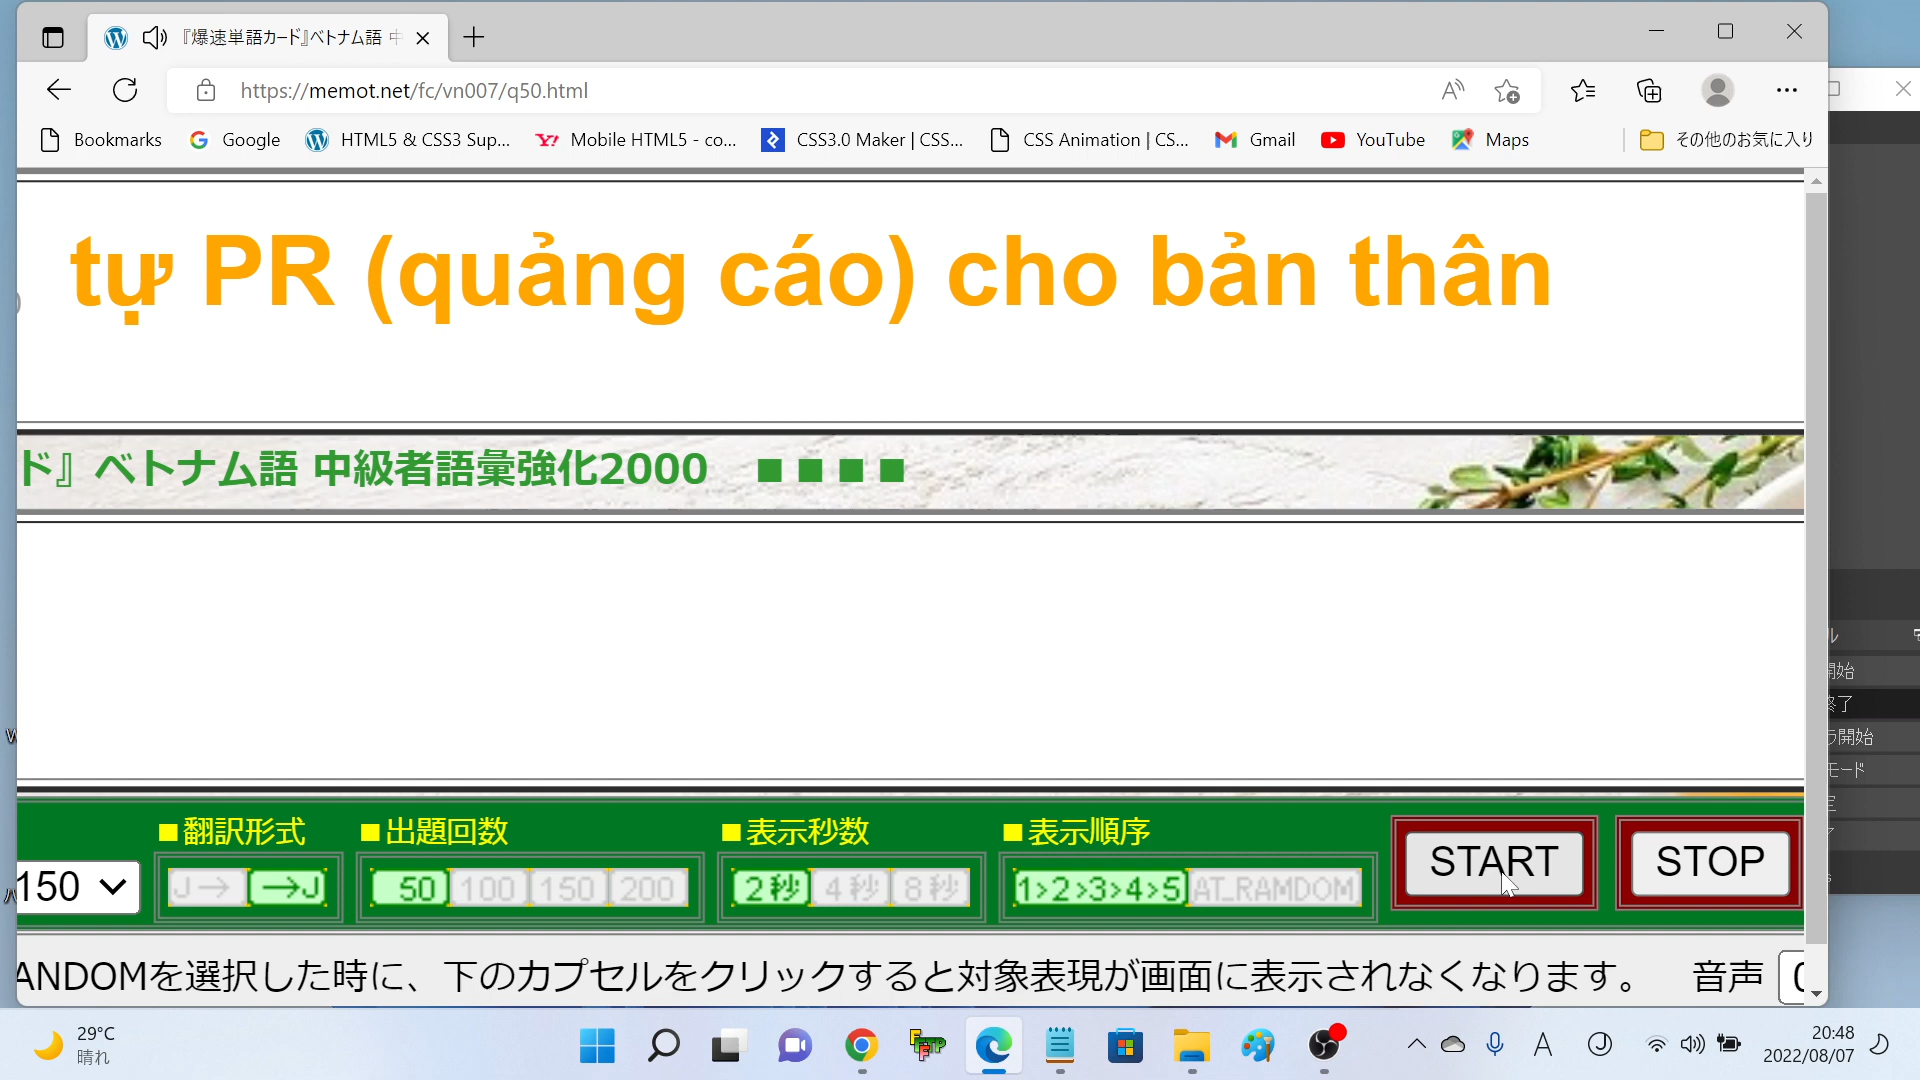 『爆速単語カード』ベトナム語 中
https://memot.net/fc/vn007/q50.html
Bookmarks
Google
HTML5 & CSS3 Sup...
Mobile HTML5 - co...
CSS3.0 Maker | CSS...
CSS Animation | CS...
Gmail
YouTube
Maps
その他のお気に入り
tự PR (quảng cáo) cho bản thân
ド』ベトナム語 中級者語彙強化2000 ■ ■ ■ ■
■翻訳形式 ■出題回数 ■表示秒数 ■表示順序
150 J→ →J 50 100 150 200 2秒 4秒 8秒 1>2>3>4>5 AT_RAMDOM START STOP
ANDOMを選択した時に、下のカプセルをクリックすると対象表現が画面に表示されなくなります。 音声 0
ル
開始
終了
ラ開始
モード
29°C
晴れ
20:48
2022/08/07